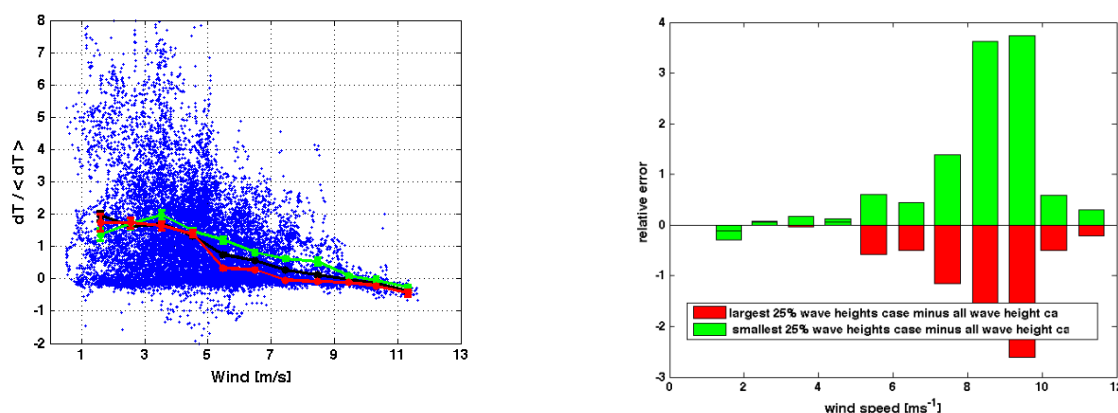 8
7
6
5
4
3
2
1
0
-1
-2
dT / < dT >
1 3 5 7 9 11 13
Wind [m/s]
4
3
2
1
0
-1
-2
-3
relative error
largest 25% wave heights case minus all wave height ca
smallest 25% wave heights case minus all wave height ca
0 2 4 6 8 10 12
wind speed [ms-1]